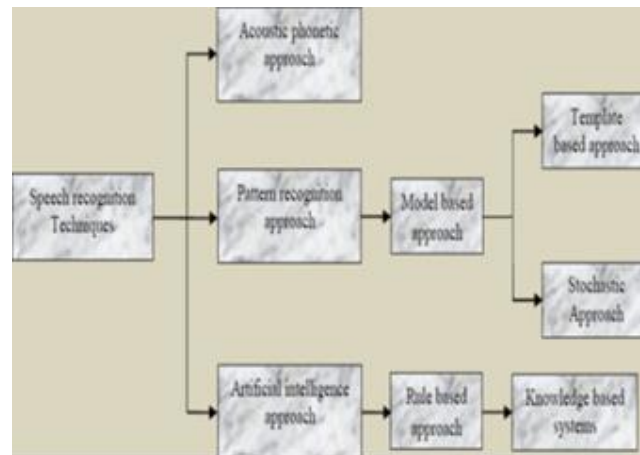 Acoustic phonetic
approach
Template
based approach
Speech recognition
Techniques
Pattern recognition
approach
Model based
approach
Stochastic
Approach
Artificial intelligence
approach
Rule based
approach
Knowledge based
systems